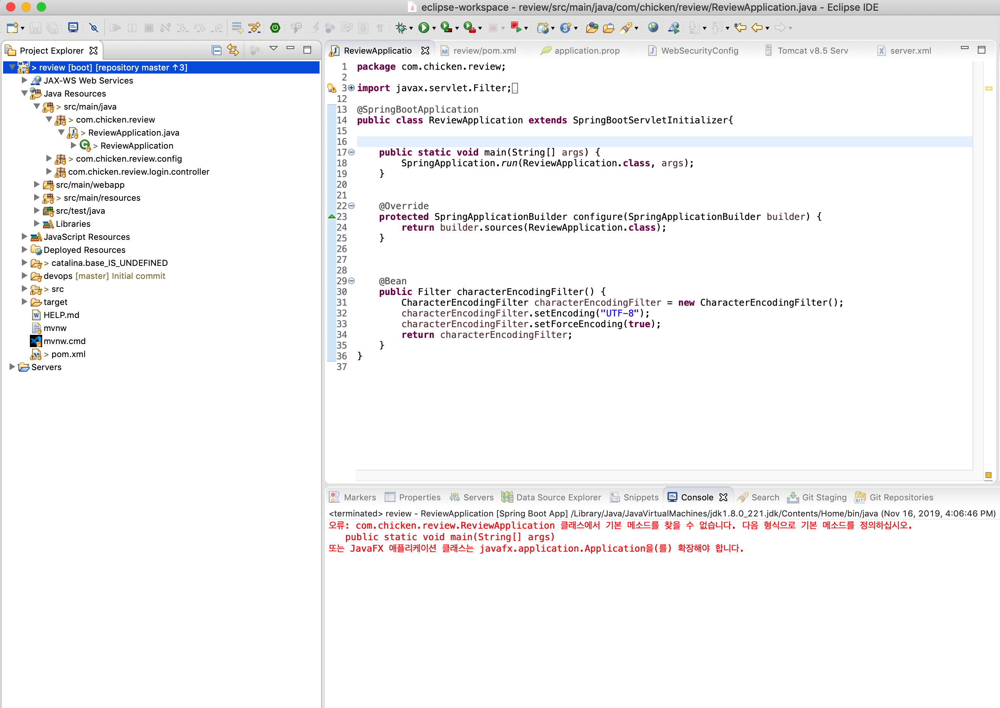 eclipse-workspace - review/src/main/java/com/chicken/review/ReviewApplication.java - Eclipse IDE
Project Explorer
> review [boot] [repository master ↑3]
JAX-WS Web Services
Java Resources
> src/main/java
> com.chicken.review
> ReviewApplication.java
> ReviewApplication
> com.chicken.review.config
com.chicken.review.login.controller
src/main/webapp
> src/main/resources
src/test/java
Libraries
JavaScript Resources
Deployed Resources
> catalina.base_IS_UNDEFINED
devops [master] Initial commit
> src
target
HELP.md
mvnw
mvnw.cmd
> pom.xml
Servers
ReviewApplicatio review/pom.xml application.prop WebSecurityConfig Tomcat v8.5 Serv server.xml
1 package com.chicken.review;
2
3 import javax.servlet.Filter;
12
13 @SpringBootApplication
14 public class ReviewApplication extends SpringBootServletInitializer{
15
16
17 public static void main(String[] args) {
18 SpringApplication.run(ReviewApplication.class, args);
19 }
20
21
22 @Override
23 protected SpringApplicationBuilder configure(SpringApplicationBuilder builder) {
24 return builder.sources(ReviewApplication.class);
25 }
26
27
28
29 @Bean
30 public Filter characterEncodingFilter() {
31 CharacterEncodingFilter characterEncodingFilter = new CharacterEncodingFilter();
32 characterEncodingFilter.setEncoding("UTF-8");
33 characterEncodingFilter.setForceEncoding(true);
34 return characterEncodingFilter;
35 }
36 }
37
Markers Properties Servers Data Source Explorer Snippets Console Search Git Staging Git Repositories
<terminated> review - ReviewApplication [Spring Boot App] /Library/Java/JavaVirtualMachines/jdk1.8.0_221.jdk/Contents/Home/bin/java (Nov 16, 2019, 4:06:46 PM)
오류: com.chicken.review.ReviewApplication 클래스에서 기본 메소드를 찾을 수 없습니다. 다음 형식으로 기본 메소드를 정의하십시오.
public static void main(String[] args)
또는 JavaFX 애플리케이션 클래스는 javafx.application.Application을(를) 확장해야 합니다.